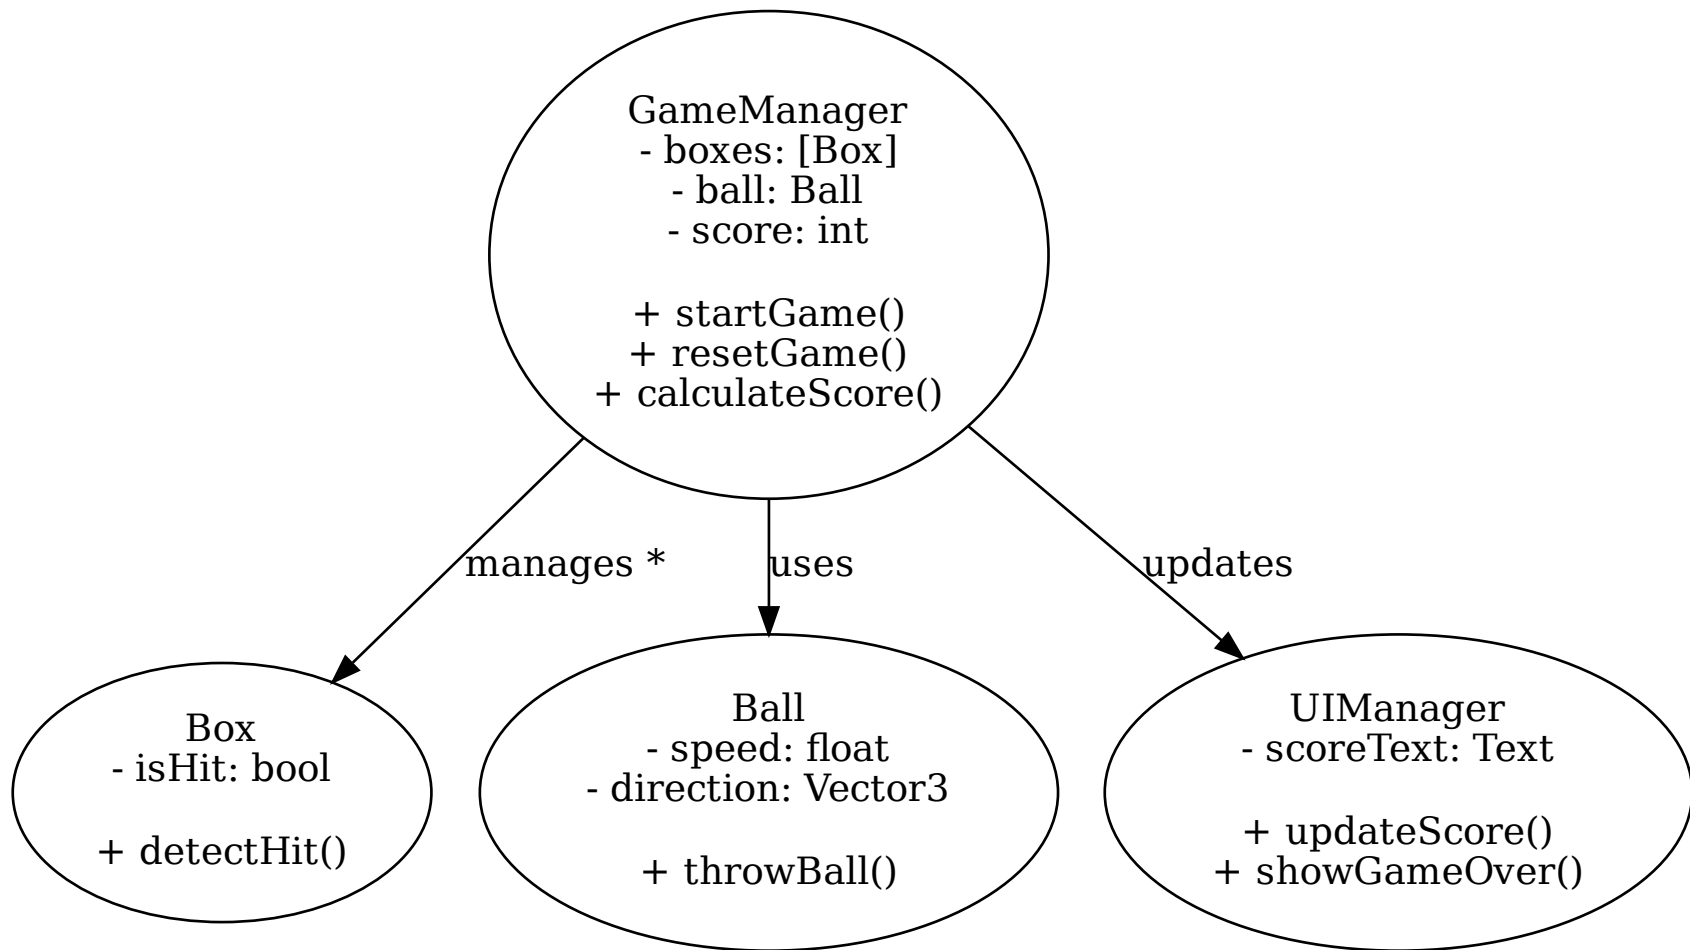 GameManager
- boxes: [Box]
- ball: Ball
- score: int
+ startGame()
+ resetGame()
+ calculateScore()
manages *
uses
updates
Box
- isHit: bool
+ detectHit()
Ball
- speed: float
- direction: Vector3
+ throwBall()
UIManager
- scoreText: Text
+ updateScore()
+ showGameOver()